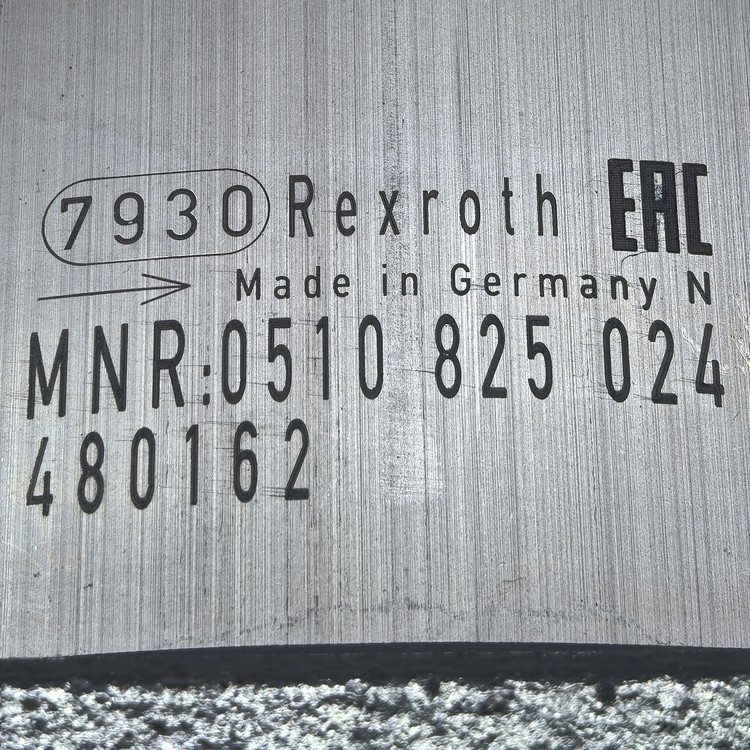 7930 Rexroth EAC
Made in Germany N
MNR:0510 825 024
480162